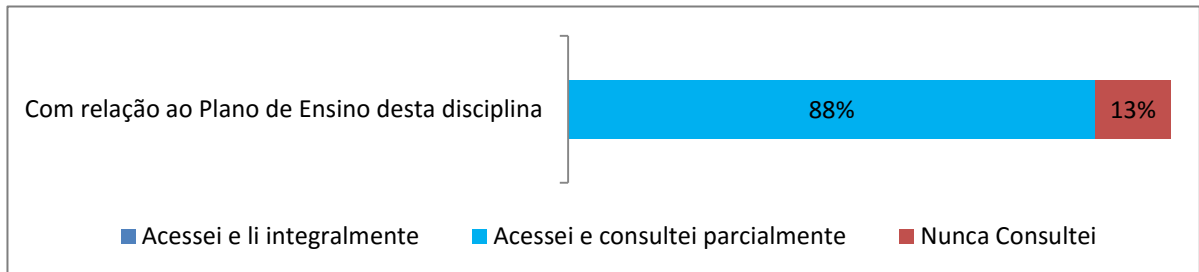 Com relação ao Plano de Ensino desta disciplina
88%
13%
Acessei e li integralmente
Acessei e consultei parcialmente
Nunca Consultei